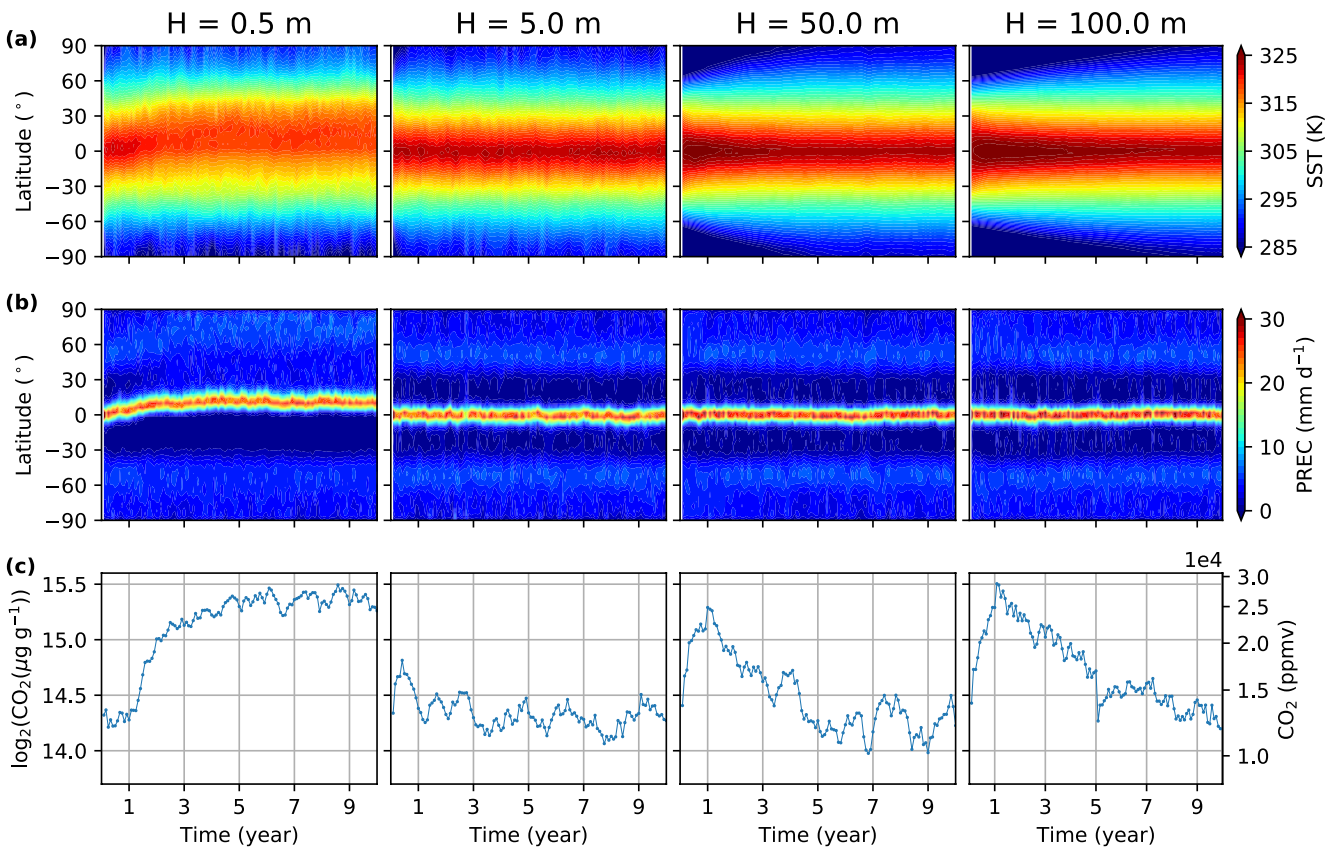 H = 0.5 m H = 5.0 m H = 50.0 m H = 100.0 m
(a)
90
60
30
0
−30
−60
−90
Latitude (°)
325
315
305
295
285
SST (K)
(b)
90
60
30
0
−30
−60
−90
Latitude (°)
30
20
10
0
PREC (mm d⁻¹)
(c)
15.5
15.0
14.5
14.0
log₂(CO₂(μg g⁻¹))
1e4
3.0
2.5
2.0
1.5
1.0
CO₂ (ppmv)
1 3 5 7 9 1 3 5 7 9 1 3 5 7 9 1 3 5 7 9
Time (year) Time (year) Time (year) Time (year)